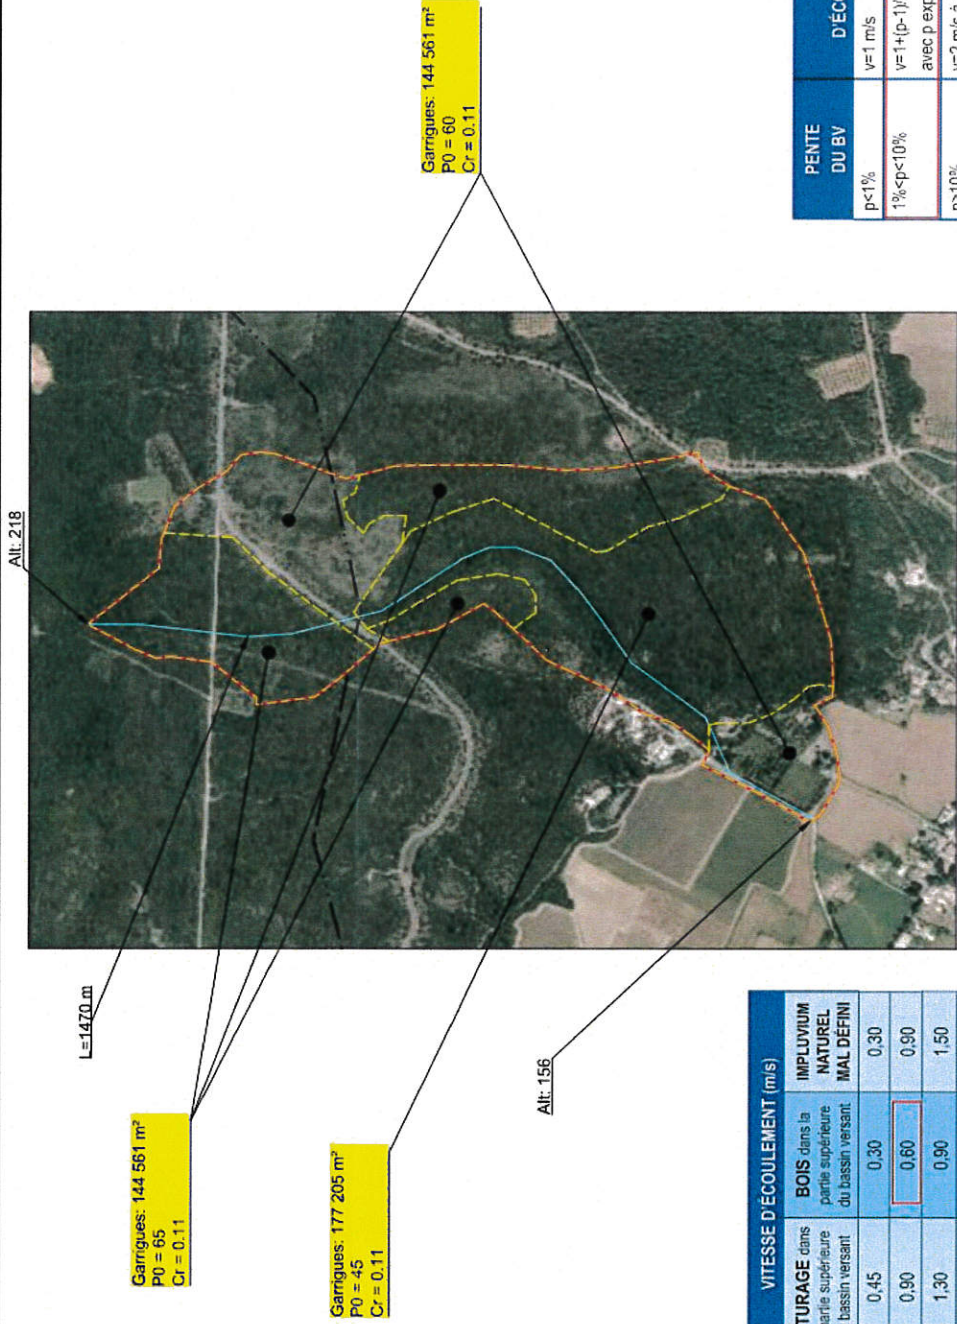 Alt: 218
L=1470 m
Garrigues: 144 561 m²
P0 = 60
Cr = 0.11
Garrigues: 144 561 m²
P0 = 65
Cr = 0.11
Garrigues: 177 205 m²
P0 = 45
Cr = 0.11
Alt: 156
PENTE
DU BV
p<1%
v=1 m/s
1%<p<10%
v=1+(p-1)/
avec p
p>10%
VITESSE D'ÉCOULEMENT (m/s)
BOIS dans la
partie supérieure
du bassin versant
IMPLUVIUM
NATUREL
MAL DÉFINI
dans
supérieure
bassin versant
0,45
0,30
0,30
0,90
0,60
0,90
1,30
0,90
1,50